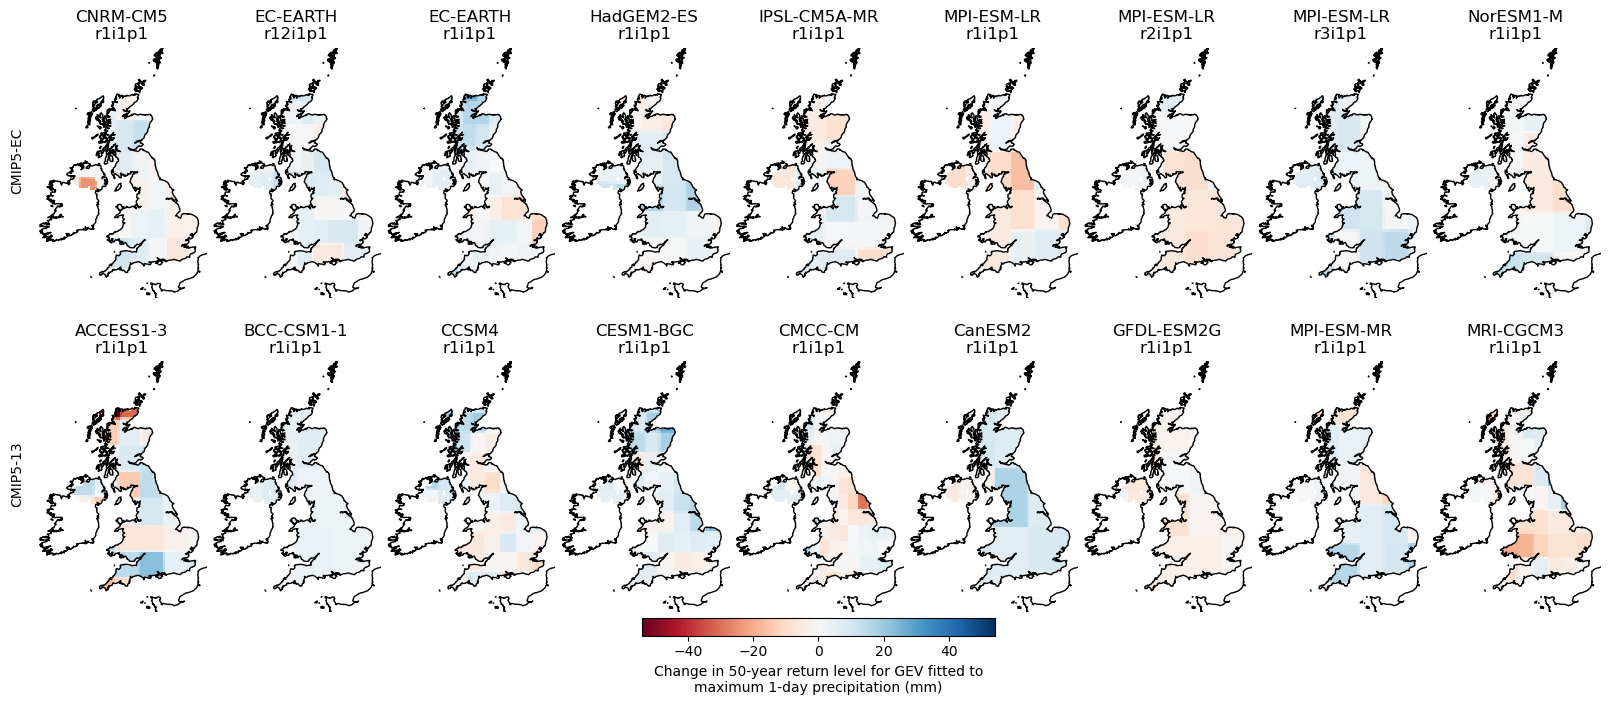 CNRM-CM5
r1i1p1
EC-EARTH
r12i1p1
EC-EARTH
r1i1p1
HadGEM2-ES
r1i1p1
IPSL-CM5A-MR
r1i1p1
MPI-ESM-LR
r1i1p1
MPI-ESM-LR
r2i1p1
MPI-ESM-LR
r3i1p1
NorESM1-M
r1i1p1
CMIP5-EC
ACCESS1-3
r1i1p1
BCC-CSM1-1
r1i1p1
CCSM4
r1i1p1
CESM1-BGC
r1i1p1
CMCC-CM
r1i1p1
CanESM2
r1i1p1
GFDL-ESM2G
r1i1p1
MPI-ESM-MR
r1i1p1
MRI-CGCM3
r1i1p1
CMIP5-13
−40 −20 0 20 40
Change in 50-year return level for GEV fitted to
maximum 1-day precipitation (mm)